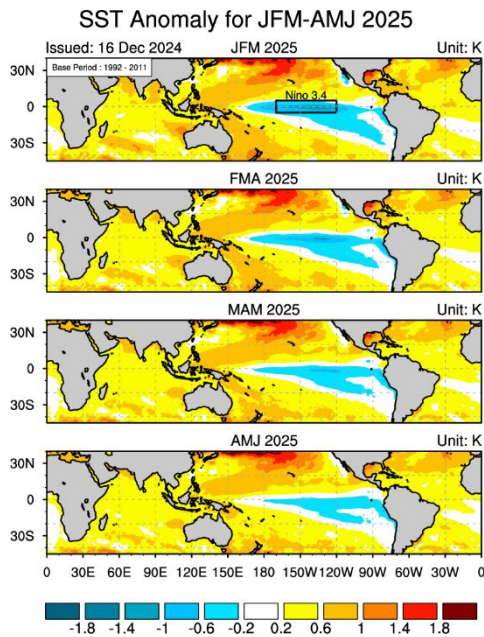 SST Anomaly for JFM-AMJ 2025
Issued: 16 Dec 2024 JFM 2025 Unit: K
Base Period : 1992 - 2011
30N
Nino 3.4
0
30S
FMA 2025 Unit: K
30N
0
30S
MAM 2025 Unit: K
30N
0
30S
AMJ 2025 Unit: K
30N
0
30S
0 30E 60E 90E 120E 150E 180 150W 120W 90W 60W 30W 0
-1.8 -1.4 -1 -0.6 -0.2 0.2 0.6 1 1.4 1.8